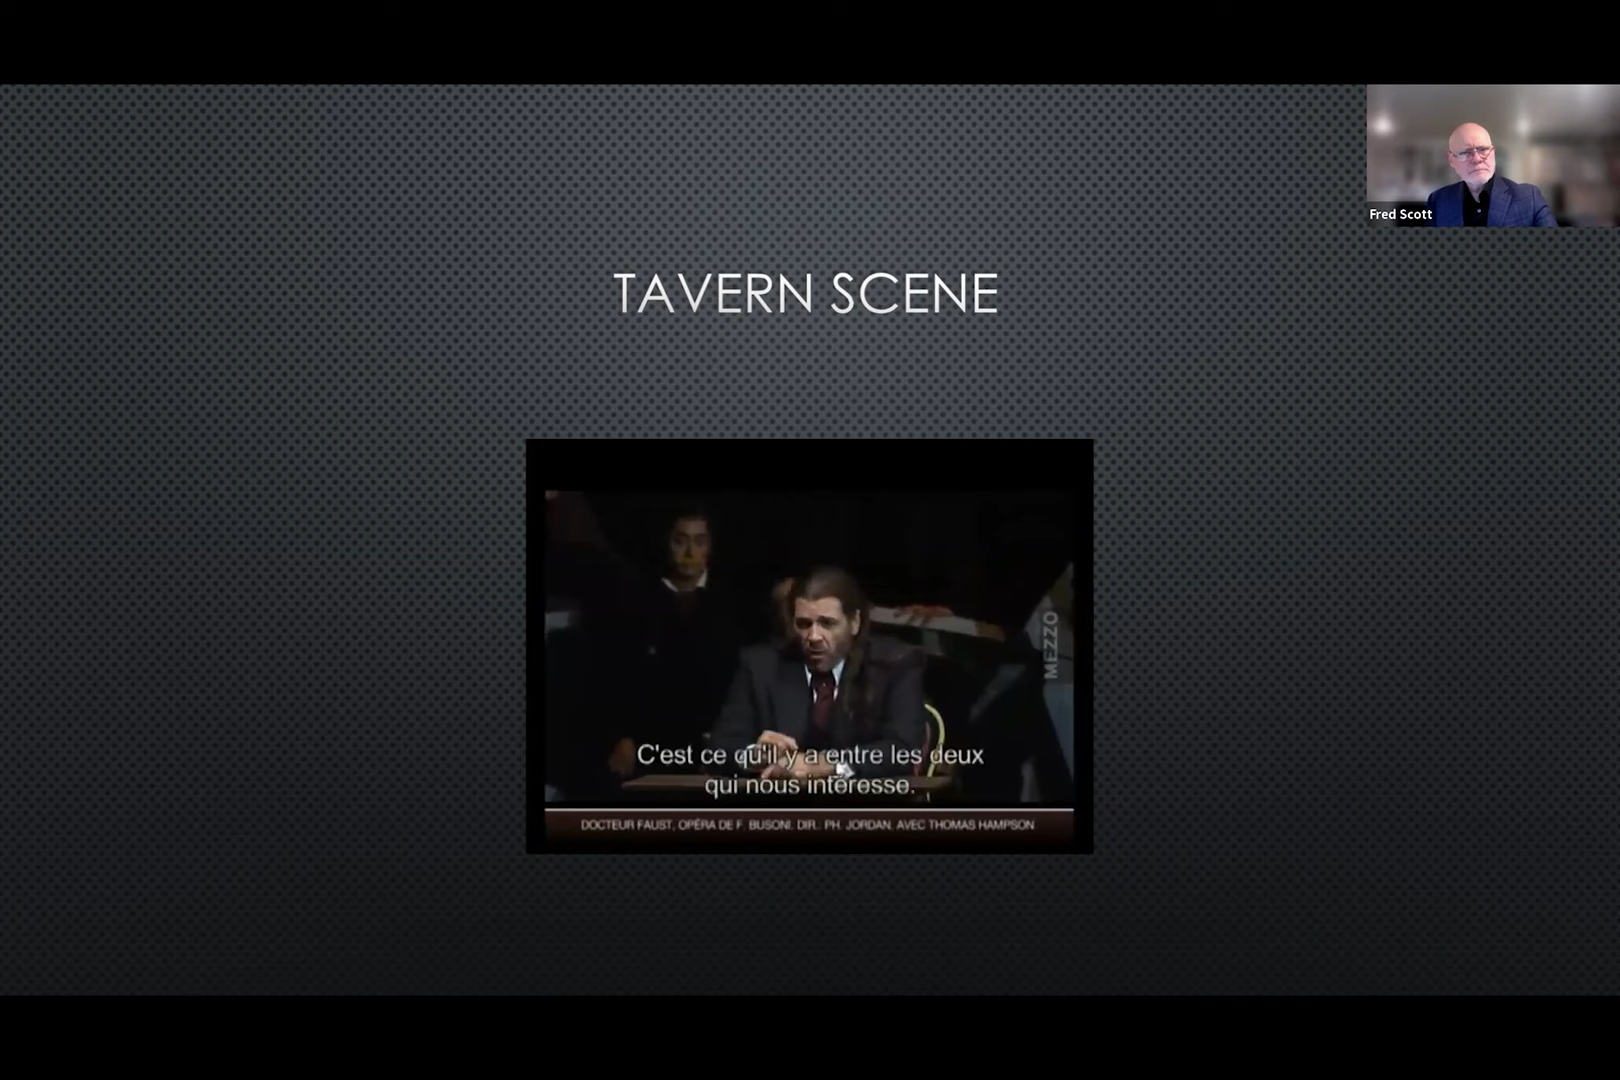 Fred Scott
TAVERN SCENE
MEZZO
C'est ce qu'il y a entre les deux
qui nous intéresse.
DOCTEUR FAUST, OPÉRA DE F. BUSONI. DIR. PH. JORDAN. AVEC THOMAS HAMPSON